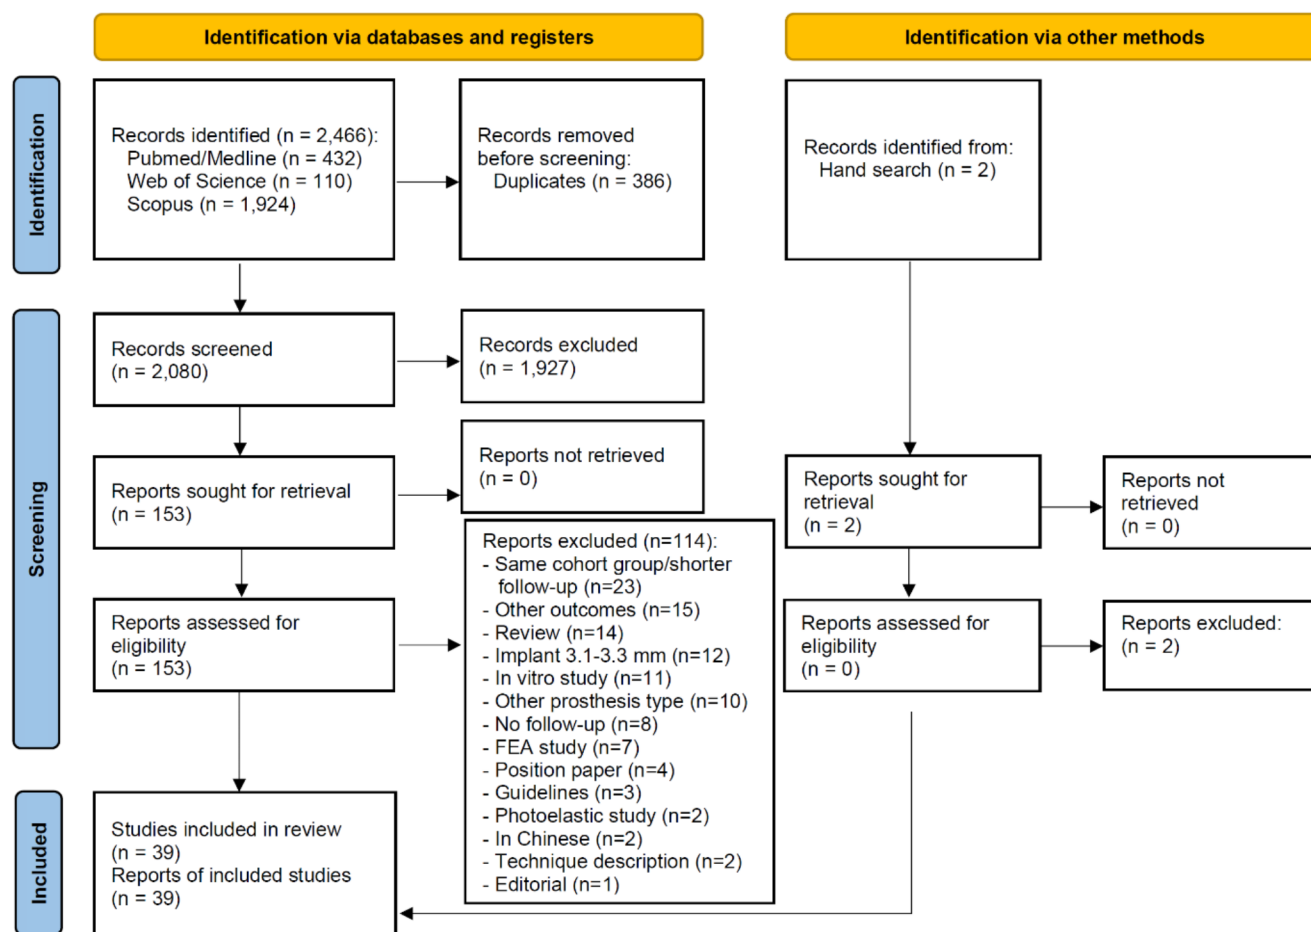 Identification via databases and registers
Identification via other methods
Identification
Records identified (n = 2,466):
Pubmed/Medline (n = 432)
Web of Science (n = 110)
Scopus (n = 1,924)
Records removed
before screening:
Duplicates (n = 386)
Records identified from:
Hand search (n = 2)
Screening
Records screened
(n = 2,080)
Records excluded
(n = 1,927)
Reports sought for retrieval
(n = 153)
Reports not retrieved
(n = 0)
Reports sought for
retrieval
(n = 2)
Reports not
retrieved
(n = 0)
Reports assessed for
eligibility
(n = 153)
Reports excluded (n=114):
- Same cohort group/shorter
follow-up (n=23)
- Other outcomes (n=15)
- Review (n=14)
- Implant 3.1-3.3 mm (n=12)
- In vitro study (n=11)
- Other prosthesis type (n=10)
- No follow-up (n=8)
- FEA study (n=7)
- Position paper (n=4)
- Guidelines (n=3)
- Photoelastic study (n=2)
- In Chinese (n=2)
- Technique description (n=2)
- Editorial (n=1)
Reports assessed for
eligibility
(n = 0)
Reports excluded:
(n = 2)
Included
Studies included in review
(n = 39)
Reports of included studies
(n = 39)